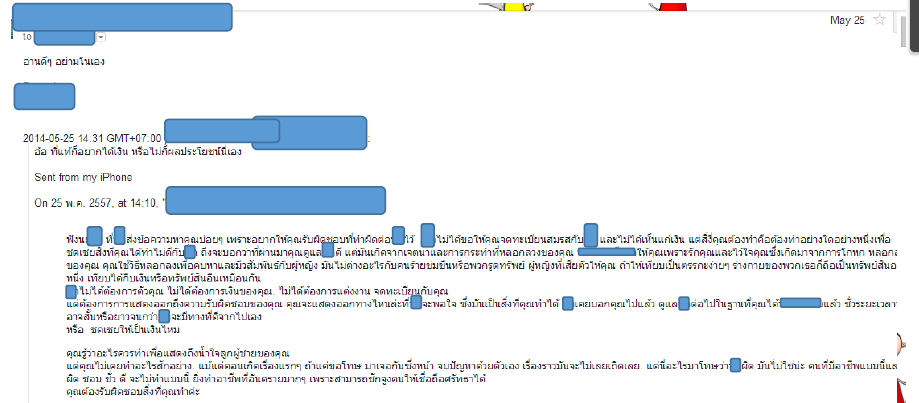 May 25
10
อ่านดีๆ อย่ามโนเอง
2014-05-25 14:31 GMT+07:00
อ๋อ ที่แท้ก็อยากได้เงิน หรือไม่ก็ผลประโยชน์นี่เอง
Sent from my iPhone
On 25 พ.ค. 2557, at 14:10, "
ฟังนะ ที่ ส่งข้อความหาคุณบ่อยๆ เพราะอยากให้คุณรับผิดชอบที่ทำผิดต่อ ไว้ ไม่ได้ขอให้คุณจดทะเบียนสมรสกับ และไม่ได้เห็นแก่เงิน แต่สิ่งที่คุณต้องทำคือต้องทำอย่างใดอย่างหนึ่งเพื่อ
ชดเชยสิ่งที่คุณได้ทำไม่ดีกับ ถึงจะบอกว่าที่ผ่านมาคุณดูแล ดี แต่มันเกิดจากเจตนาและการกระทำที่หลอกลวงของคุณ ให้คุณเพราะรักคุณและไว้ใจคุณซึ่งเกิดมาจากการโกหก หลอกล
ของคุณ คุณใช้วิธีหลอกลวงเพื่อคบหาและมีสัมพันธ์กับผู้หญิง มันไม่ต่างอะไรกับคนร้ายข่มขืนหรือพวกรูดทรัพย์ ผู้หญิงที่เสียตัวให้คุณ ถ้าให้เทียบเป็นตรรกะง่ายๆ ร่างกายของพวกเธอก็ถือเป็นทรัพย์สินอ
หนึ่ง เทียบได้กับเงินหรือทรัพย์สินอื่นเหมือนกัน
ไม่ได้ต้องการตัวคุณ ไม่ได้ต้องการเงินของคุณ ไม่ได้ต้องการแต่งงาน จดทะเบียนกับคุณ
แต่ต้องการการแสดงออกถึงความรับผิดชอบของคุณ คุณจะแสดงออกทางไหนล่ะที่ จะพอใจ ซึ่งมันเป็นสิ่งที่คุณทำได้ เคยบอกคุณไปแล้ว ดูแล ต่อไปในฐานะที่คุณได้ แล้ว ชั่วระยะเวลา
อาจสั้นหรือยาวจนกว่า จะมีทางที่ดีจากไปเอง
หรือ ชดเชยให้เป็นเงินไหม
คุณรู้ว่าอะไรควรทำเพื่อแสดงถึงน้ำใจลูกผู้ชายของคุณ
แต่คุณไม่เคยทำอะไรสักอย่าง. แม้แต่ตอนเกิดเรื่องแรกๆ ถ้าแค่ขอโทษ มาเจอกันซึ่งหน้า จบปัญหาด้วยตัวเอง เรื่องราวมันจะไม่เลยเถิดเลย. แต่นี่อะไรมาโทษว่า ผิด มันไม่ใช่น่ะ คนที่มีอาชีพแบบนี้แล
ผิด ชอบ ชั่ว ดี จะไม่ทำแบบนี้ ยิ่งทำอาชีพที่อันตรายมากๆ เพราะสามารถชักจูงคนให้เชื่อถือศรัทธาได้
คุณต้องรับผิดชอบสิ่งที่คุณทำค่ะ